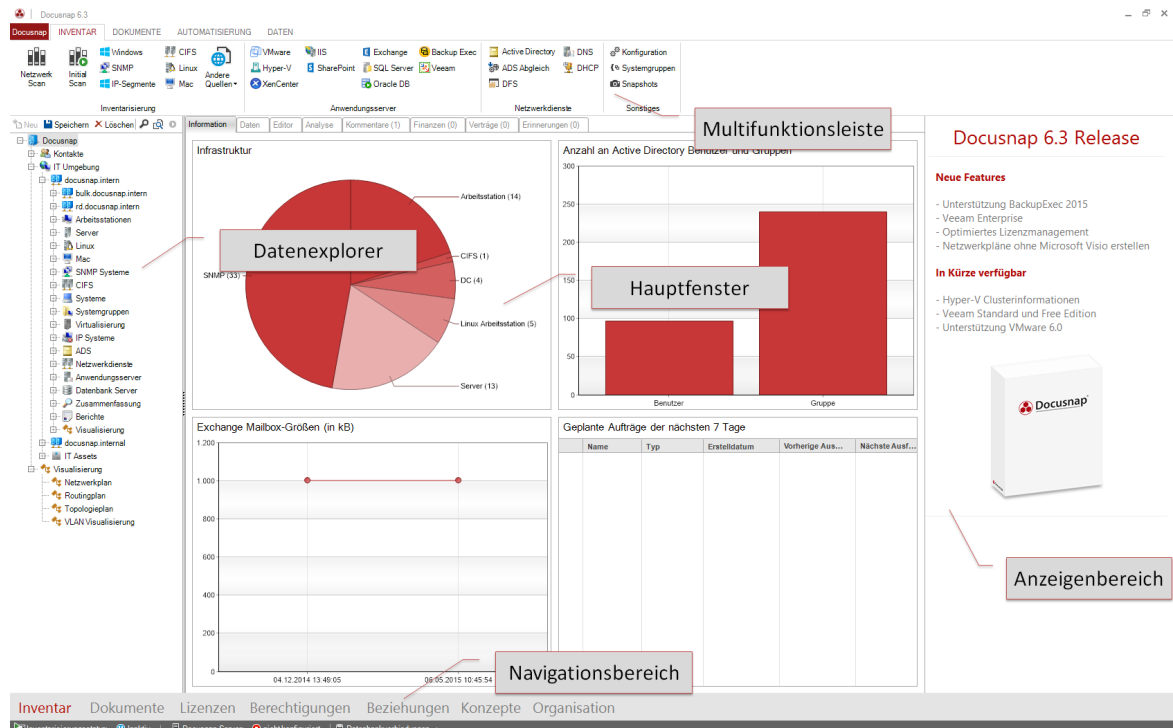 Docusnap 6.3
Docusnap INVENTAR DOKUMENTE AUTOMATISIERUNG DATEN
Netzwerk Scan
Initial Scan
Windows
SNMP
IP-Segmente
CIFS
Linux
Mac
Andere Quellen
Inventarisierung
VMware
Hyper-V
XenCenter
IIS
SharePoint
Exchange
SQL Server
Oracle DB
Backup Exec
Veeam
Anwendungsserver
Active Directory
ADS Abgleich
DFS
DNS
DHCP
Netzwerkdienste
Konfiguration
Systemgruppen
Snapshots
Sonstiges
Multifunktionsleiste
Neu Speichern Löschen
Docusnap
Kontakte
IT Umgebung
docusnap.intern
bulk.docusnap.intern
rd.docusnap.intern
Arbeitsstationen
Server
Linux
Mac
SNMP Systeme
CIFS
Systeme
Systemgruppen
Virtualisierung
IP Systeme
ADS
Netzwerkdienste
Anwendungsserver
Datenbank Server
Zusammenfassung
Berichte
Visualisierung
docusnap.internal
IT Assets
Visualisierung
Netzwerkplan
Routingplan
Topologieplan
VLAN Visualisierung
Datenexplorer
Information Daten Editor Analyse Kommentare (1) Finanzen (0) Verträge (0) Erinnerungen (0)
Infrastruktur
Arbeitsstation (14)
CIFS (1)
DC (4)
Linux Arbeitsstation (5)
Server (13)
SNMP (33)
Anzahl an Active Directory Benutzer und Gruppen
300
250
200
150
100
50
0
Benutzer Gruppe
Hauptfenster
Exchange Mailbox-Größen (in kB)
1.200
1.000
800
600
400
200
0
04.12.2014 13:49:05 06.05.2015 10:45:54
Geplante Aufträge der nächsten 7 Tage
Name Typ Erstelldatum Vorherige Aus... Nächste Ausf...
Docusnap 6.3 Release
Neue Features
- Unterstützung BackupExec 2015
- Veeam Enterprise
- Optimiertes Lizenzmanagement
- Netzwerkpläne ohne Microsoft Visio erstellen
In Kürze verfügbar
- Hyper-V Clusterinformationen
- Veeam Standard und Free Edition
- Unterstützung VMware 6.0
Docusnap
Anzeigenbereich
Navigationsbereich
Inventar Dokumente Lizenzen Berechtigungen Beziehungen Konzepte Organisation